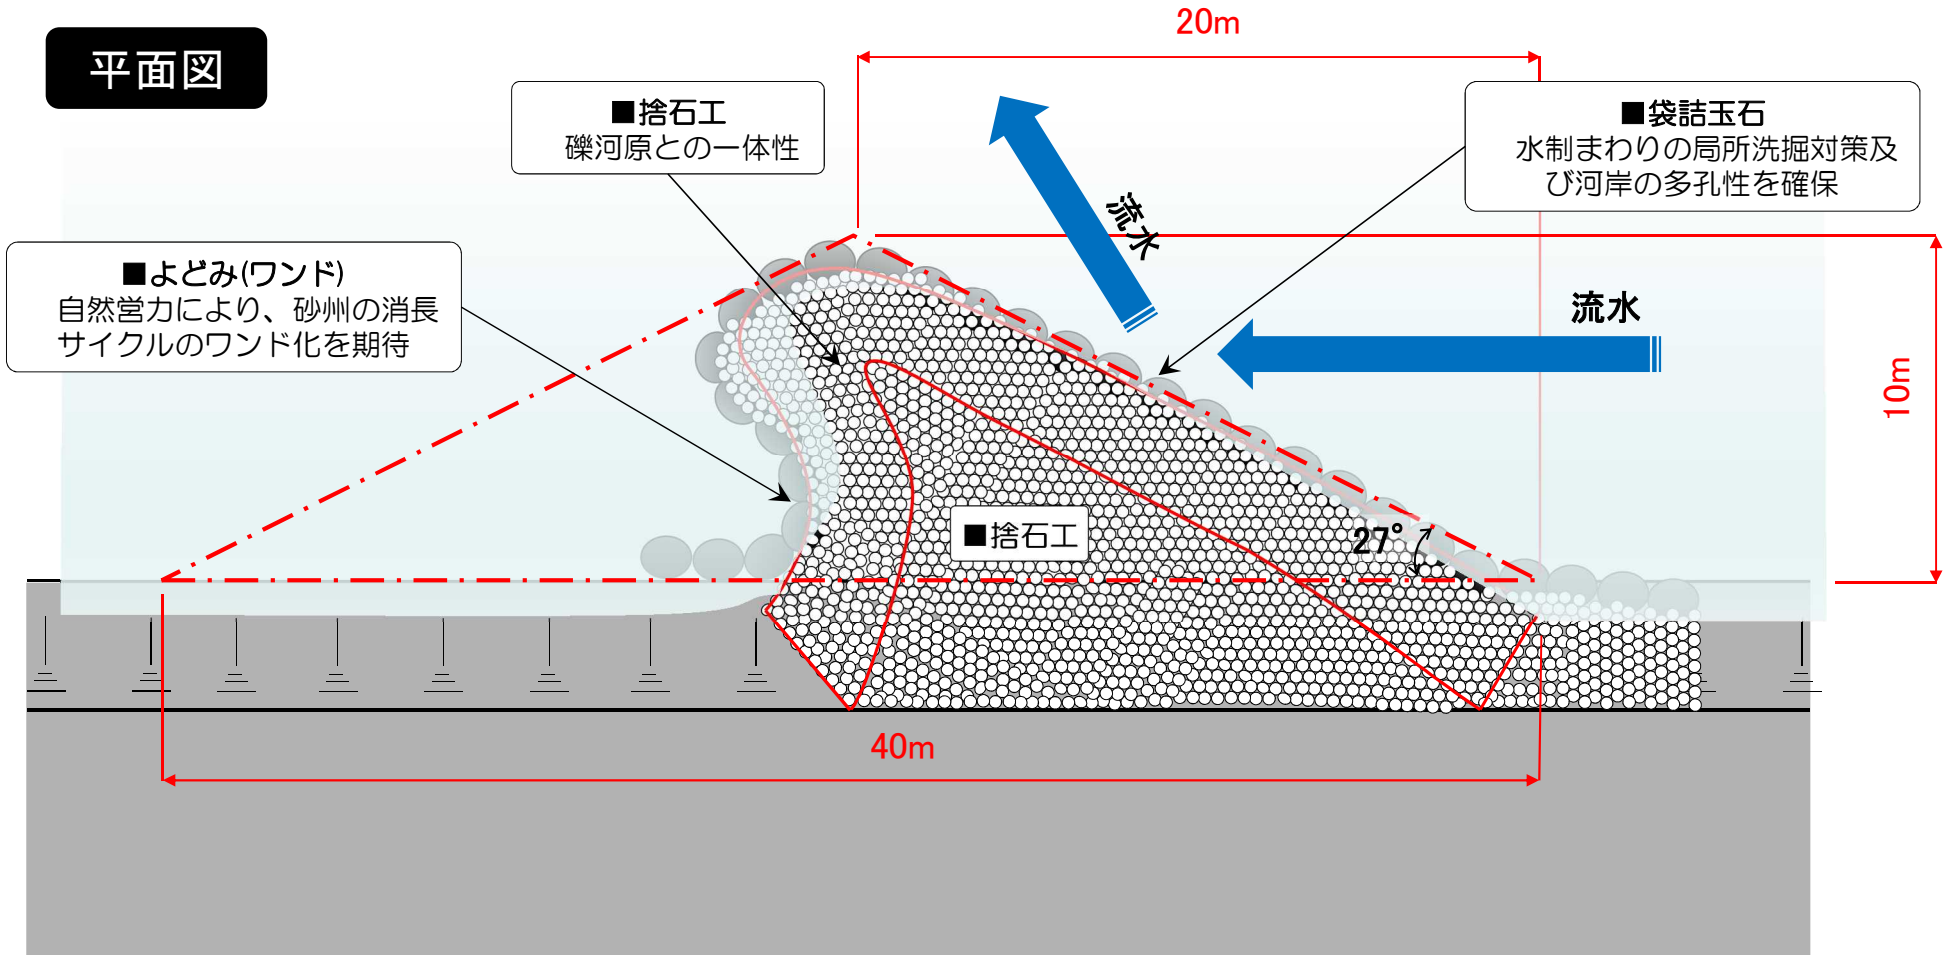 平面図
20m
■捨石工
礫河原との一体性
■袋詰玉石
水制まわりの局所洗掘対策及
び河岸の多孔性を確保
流水
■よどみ(ワンド)
自然営力により、砂州の消長
サイクルのワンド化を期待
流水
10m
■捨石工
27°
40m